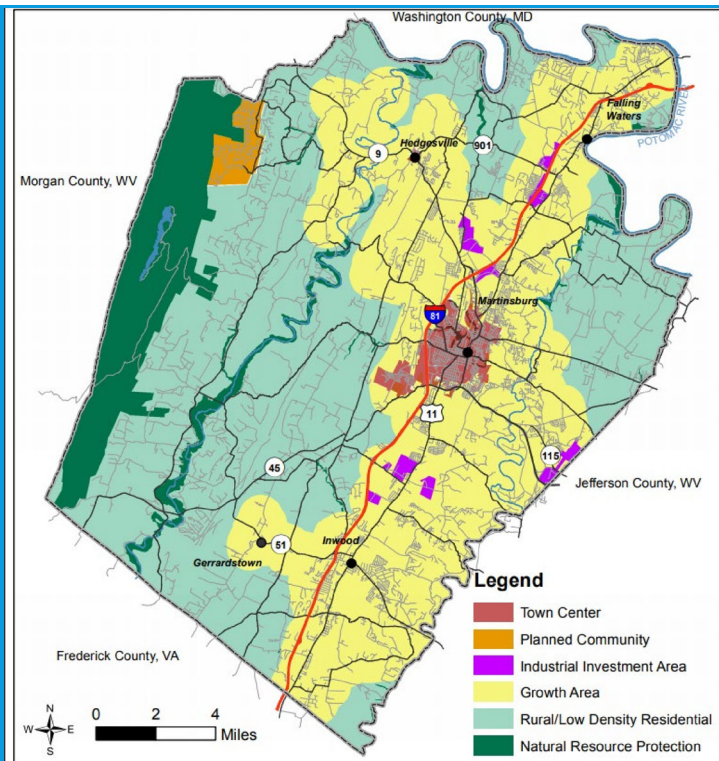 Washington County, MD
Falling
Waters
POTOMAC RIVER
901
Hedgesville
9
Morgan County, WV
Martinsburg
81
11
115
45
Jefferson County, WV
Inwood
51
Gerrardstown
Legend
Town Center
Planned Community
Industrial Investment Area
Growth Area
Rural/Low Density Residential
Natural Resource Protection
Frederick County, VA
N
W E
S
0 2 4
Miles